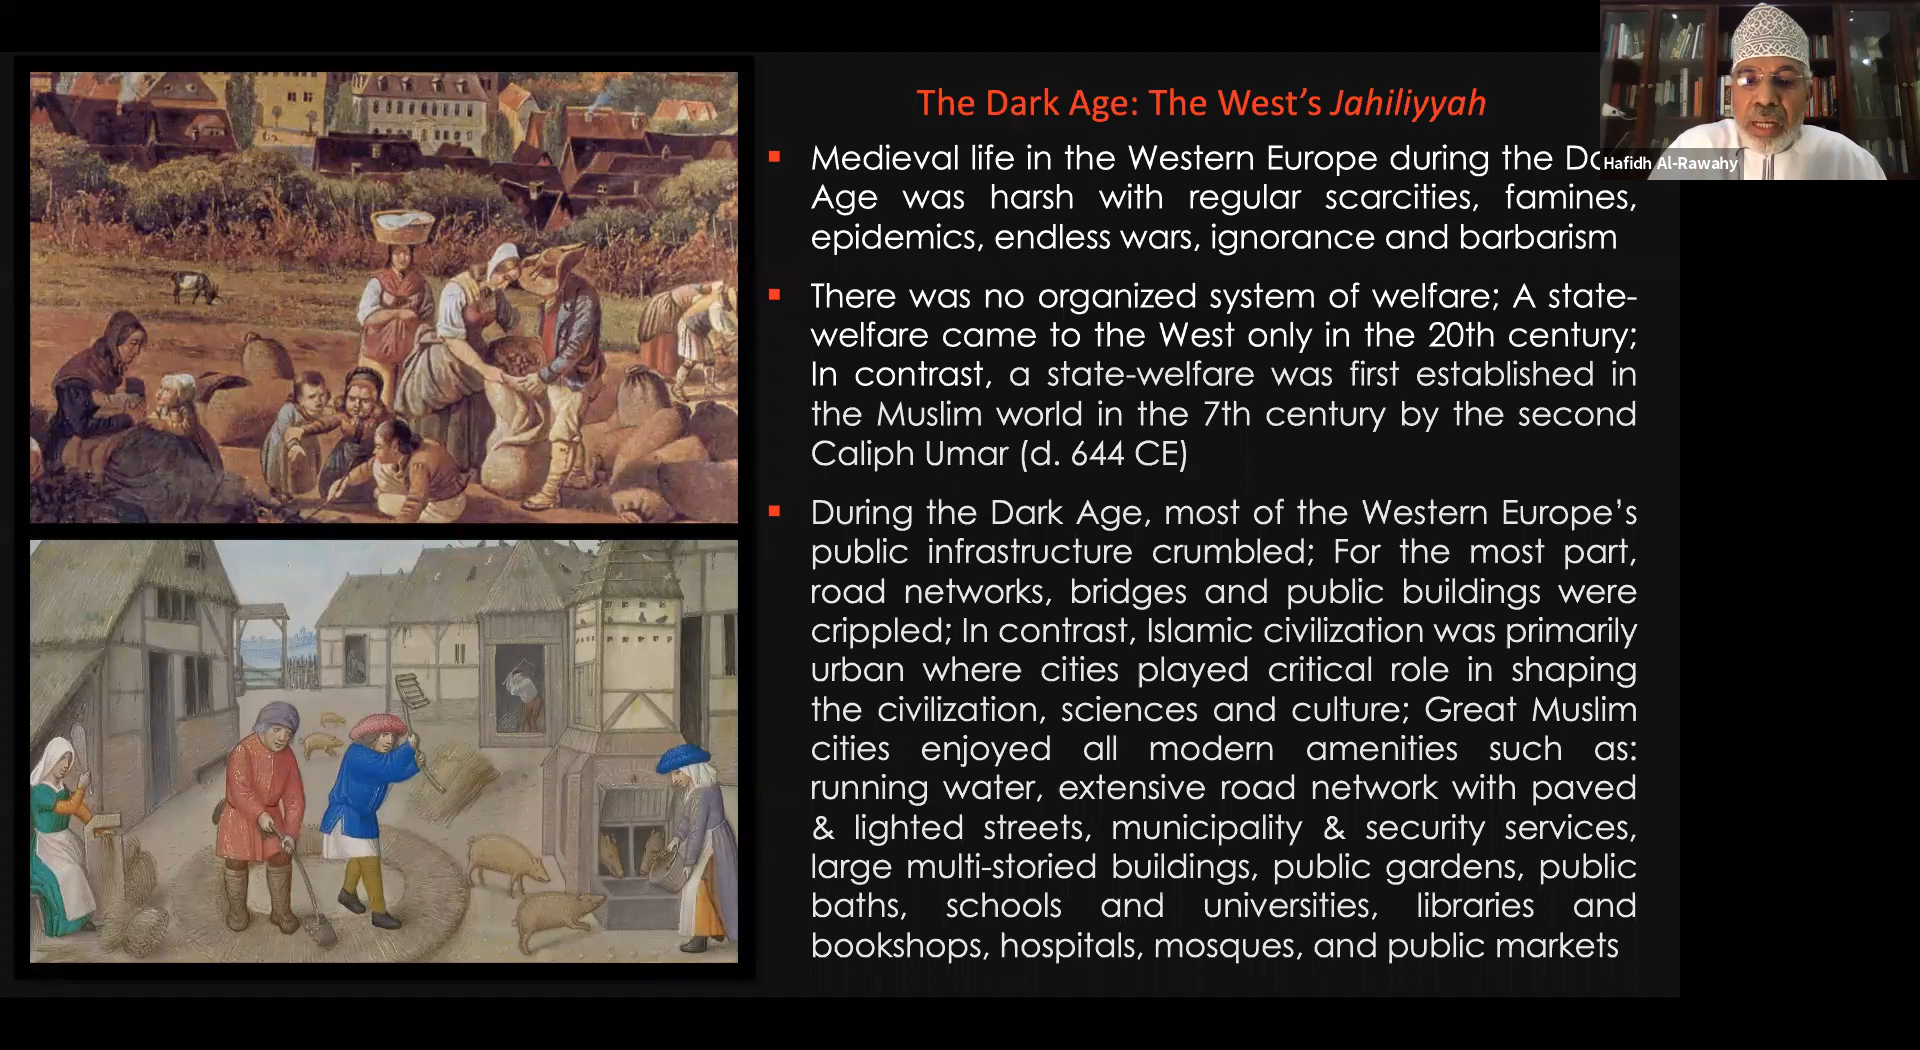 The Dark Age: The West's Jahiliyyah
Medieval life in the Western Europe during the
Age was harsh with regular scarcities, famines,
epidemics, endless wars, ignorance and barbarism
There was no organized system of welfare; A state-
welfare came to the West only in the 20th century;
In contrast, a state-welfare was first established in
the Muslim world in the 7th century by the second
Caliph Umar (d. 644 CE)
During the Dark Age, most of the Western Europe's
public infrastructure crumbled; For the most part,
road networks, bridges and public buildings were
crippled; In contrast, Islamic civilization was primarily
urban where cities played critical role in shaping
the civilization, sciences and culture; Great Muslim
cities enjoyed all modern amenities such as:
running water, extensive road network with paved
& lighted streets, municipality & security services,
large multi-storied buildings, public gardens, public
baths, schools and universities, libraries and
bookshops, hospitals, mosques, and public markets
Hafidh Al-Rawahy